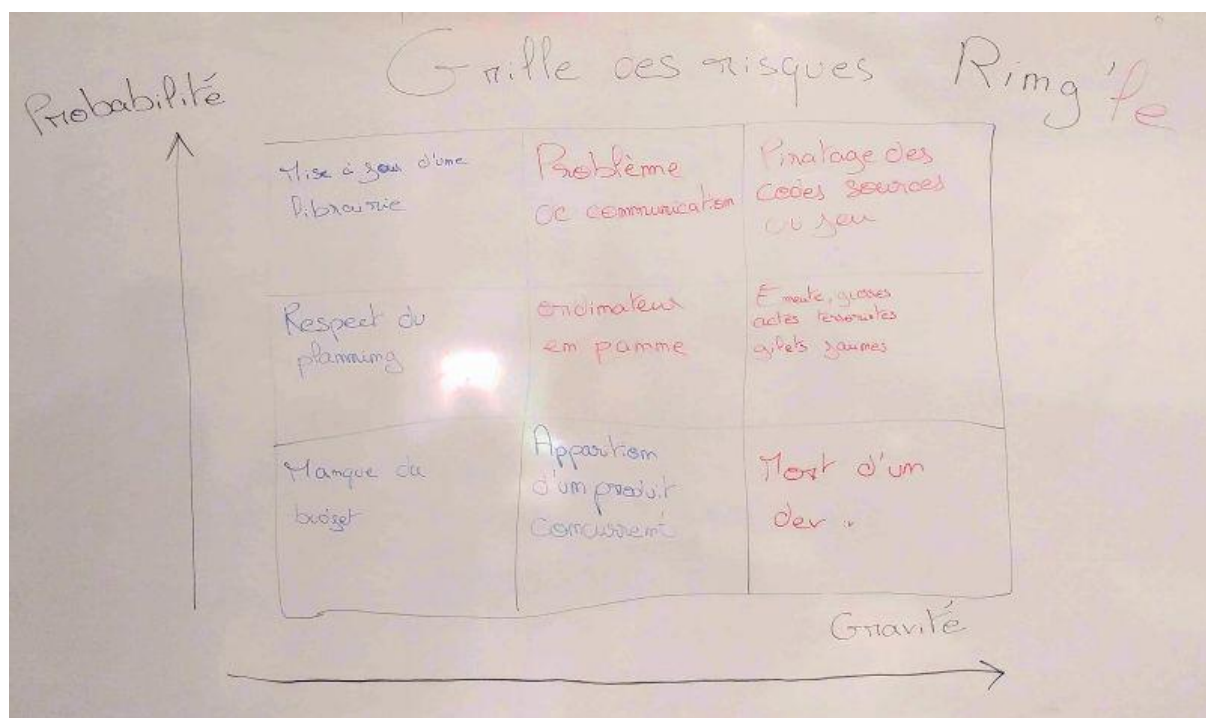 Grille des risques Rimg'le
Probabilité
Mise à jour d'une
librairie
Problème
de communication
Piratage des
codes sources
du jeu
Respect du
planning
ordinateur
en panne
Emeute, grosses
actes terroristes
gilets jaunes
Manque de
budget
Apparition
d'un produit
concurrent
Mort d'un
dev
Gravité